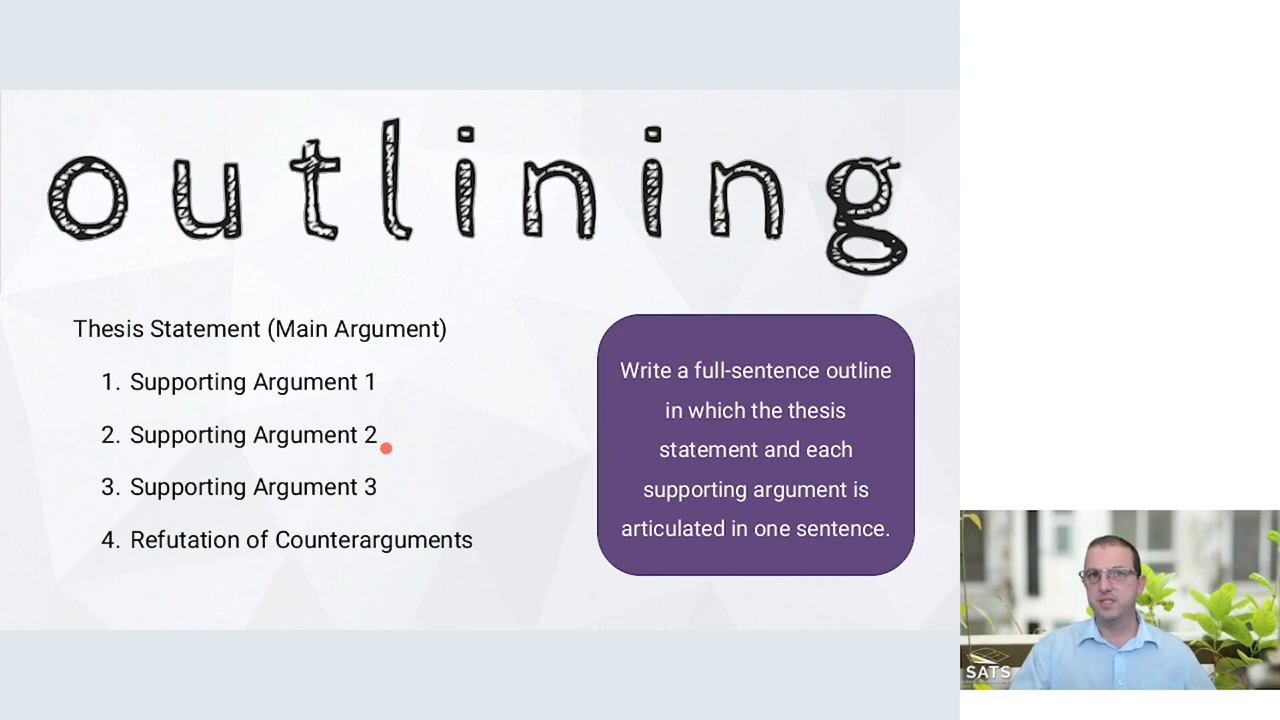 outlining
Thesis Statement (Main Argument)
1. Supporting Argument 1
2. Supporting Argument 2
3. Supporting Argument 3
4. Refutation of Counterarguments
Write a full-sentence outline
in which the thesis
statement and each
supporting argument is
articulated in one sentence.
SATS